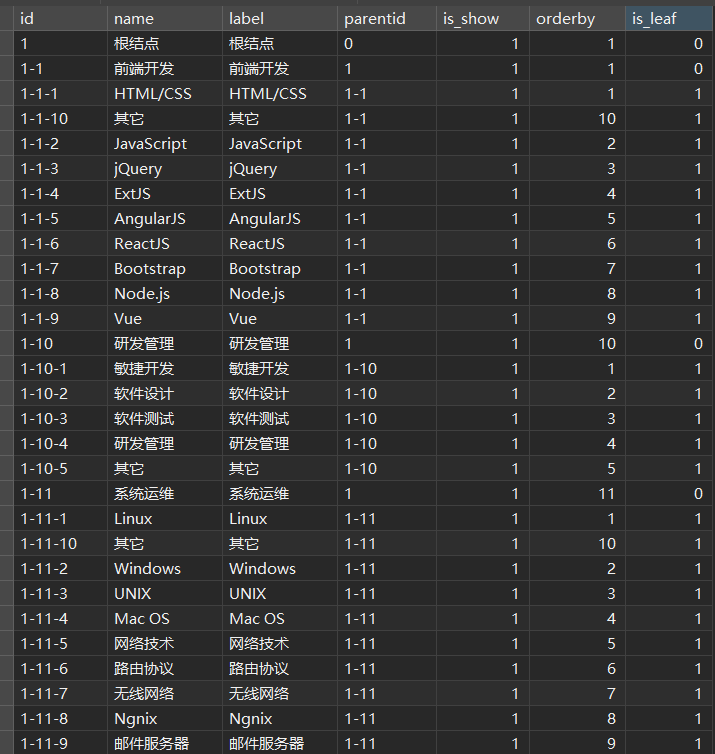 id name label parentid is_show orderby is_leaf
1 根结点 根结点 0 1 1 0
1-1 前端开发 前端开发 1 1 1 0
1-1-1 HTML/CSS HTML/CSS 1-1 1 1 1
1-1-10 其它 其它 1-1 1 10 1
1-1-2 JavaScript JavaScript 1-1 1 2 1
1-1-3 jQuery jQuery 1-1 1 3 1
1-1-4 ExtJS ExtJS 1-1 1 4 1
1-1-5 AngularJS AngularJS 1-1 1 5 1
1-1-6 ReactJS ReactJS 1-1 1 6 1
1-1-7 Bootstrap Bootstrap 1-1 1 7 1
1-1-8 Node.js Node.js 1-1 1 8 1
1-1-9 Vue Vue 1-1 1 9 1
1-10 研发管理 研发管理 1 1 10 0
1-10-1 敏捷开发 敏捷开发 1-10 1 1 1
1-10-2 软件设计 软件设计 1-10 1 2 1
1-10-3 软件测试 软件测试 1-10 1 3 1
1-10-4 研发管理 研发管理 1-10 1 4 1
1-10-5 其它 其它 1-10 1 5 1
1-11 系统运维 系统运维 1 1 11 0
1-11-1 Linux Linux 1-11 1 1 1
1-11-10 其它 其它 1-11 1 10 1
1-11-2 Windows Windows 1-11 1 2 1
1-11-3 UNIX UNIX 1-11 1 3 1
1-11-4 Mac OS Mac OS 1-11 1 4 1
1-11-5 网络技术 网络技术 1-11 1 5 1
1-11-6 路由协议 路由协议 1-11 1 6 1
1-11-7 无线网络 无线网络 1-11 1 7 1
1-11-8 Ngnix Ngnix 1-11 1 8 1
1-11-9 邮件服务器 邮件服务器 1-11 1 9 1